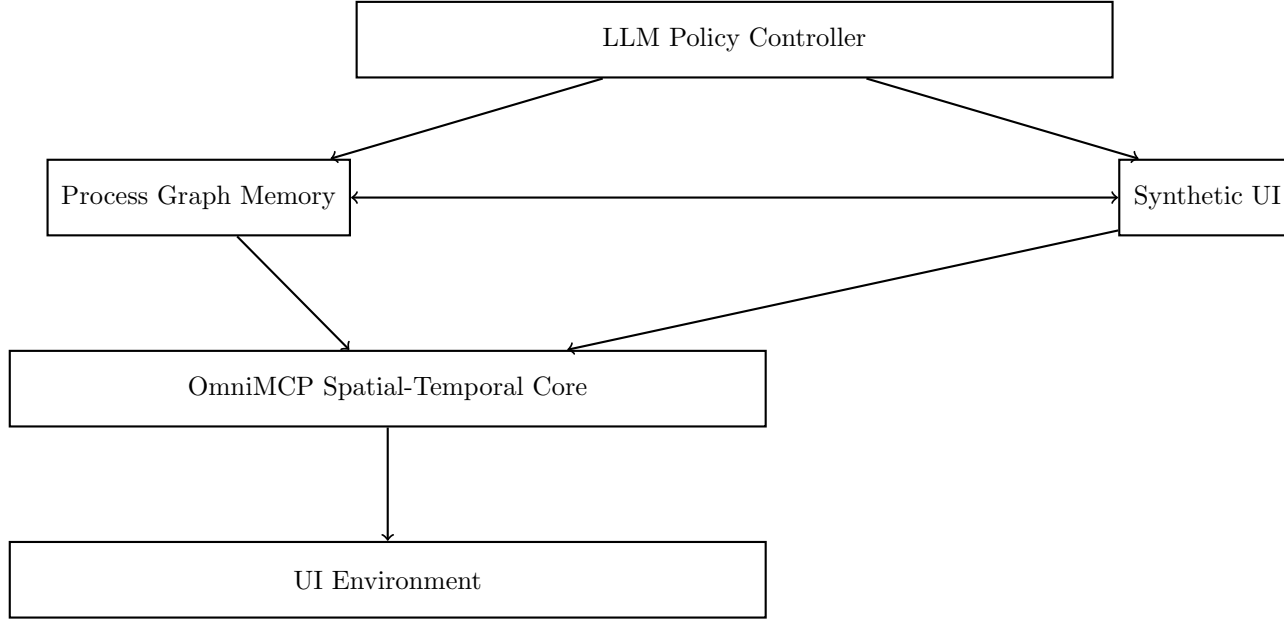 LLM Policy Controller
Process Graph Memory
Synthetic UI
OmniMCP Spatial-Temporal Core
UI Environment